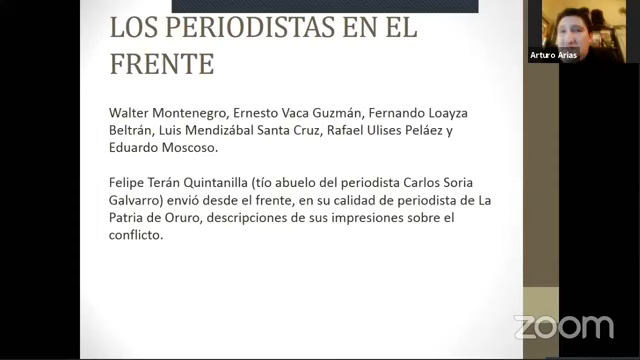 LOS PERIODISTAS EN EL
FRENTE
Walter Montenegro, Ernesto Vaca Guzmán, Fernando Loayza
Beltrán, Luis Mendizábal Santa Cruz, Rafael Ulises Peláez y
Eduardo Moscoso.
Felipe Terán Quintanilla (tío abuelo del periodista Carlos Soria
Galvarro) envió desde el frente, en su calidad de periodista de La
Patria de Oruro, descripciones de sus impresiones sobre el
conflicto.
Arturo Arias
zoom